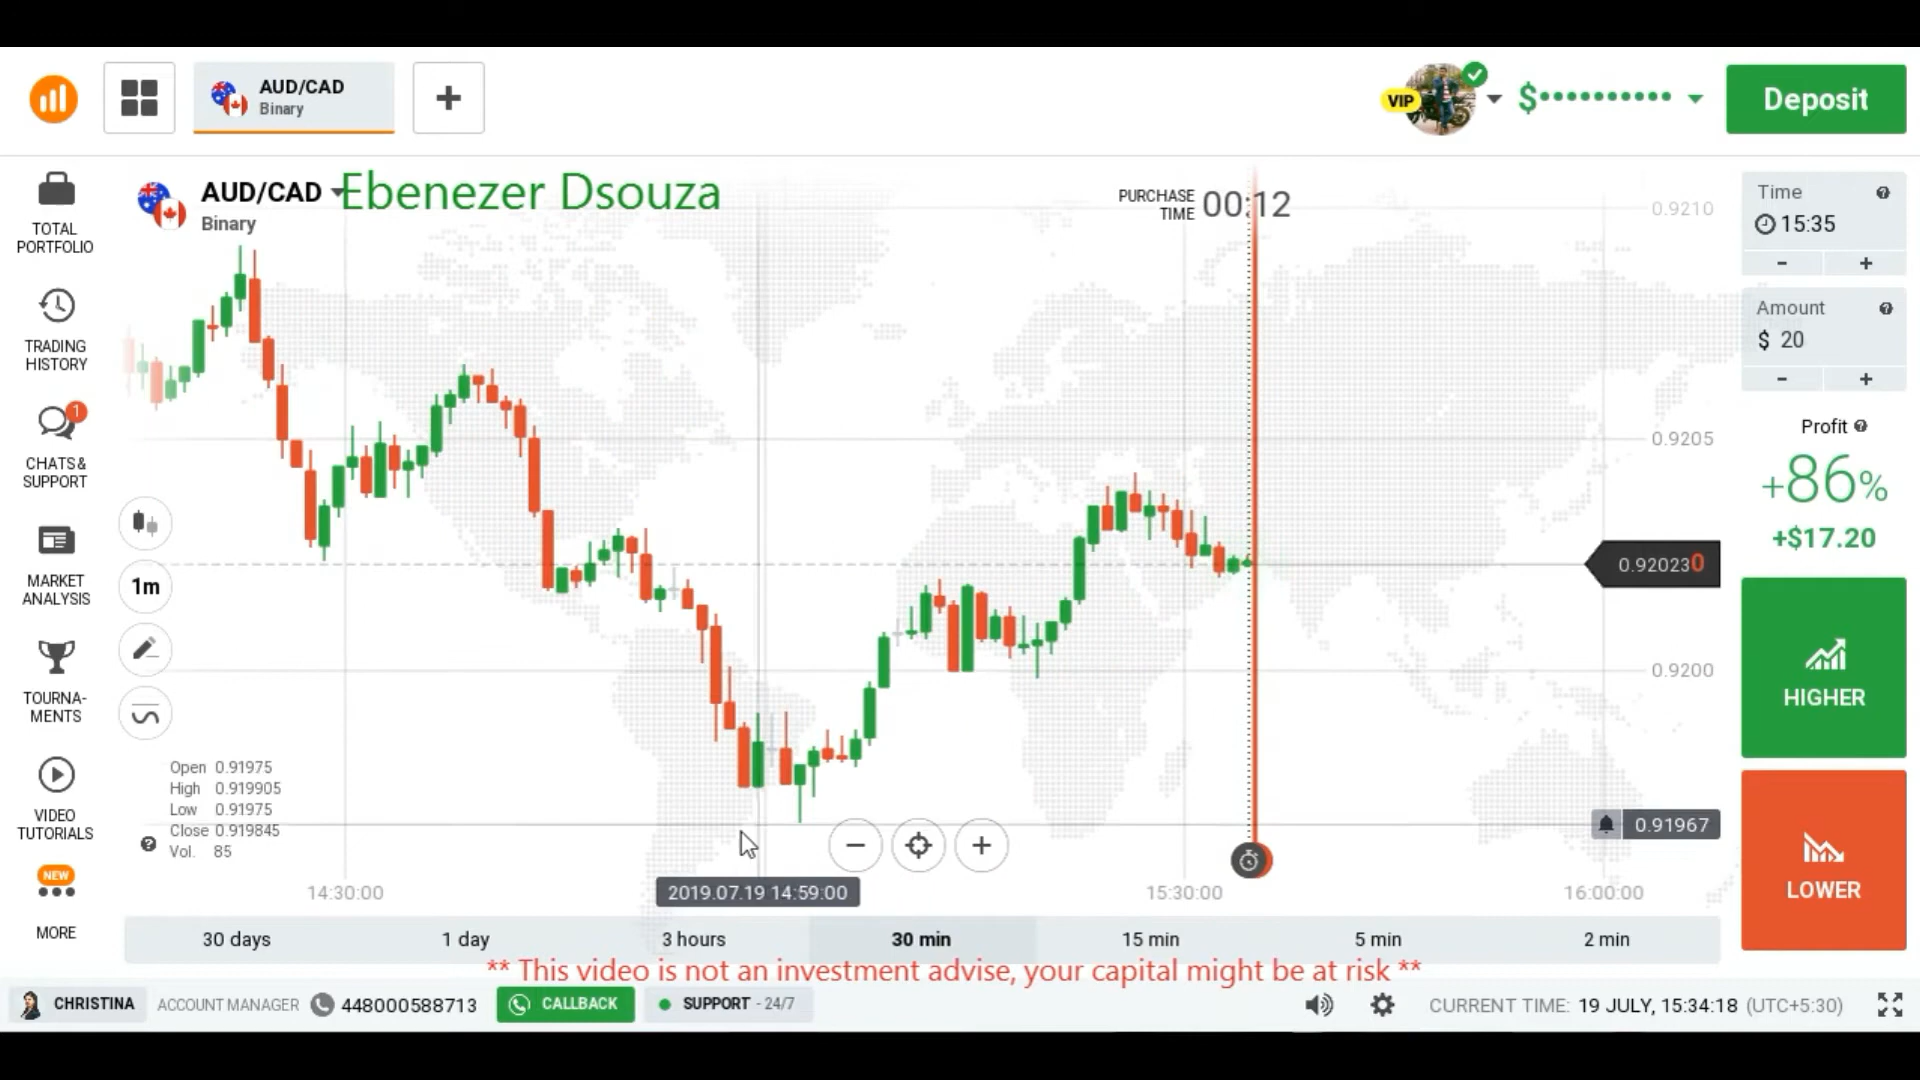 AUD/CAD
Binary
VIP
$••••••••••
Deposit
TOTAL
PORTFOLIO
TRADING
HISTORY
1
CHATS &
SUPPORT
MARKET
ANALYSIS
TOURNA-
MENTS
VIDEO
TUTORIALS
NEW
MORE
AUD/CAD
Binary
Ebenezer Dsouza
PURCHASE
TIME
00:12
1m
0.9210
0.9205
0.920230
0.9200
0.91967
Open 0.91975
High 0.919905
Low 0.91975
Close 0.919845
Vol. 85
14:30:00
2019.07.19 14:59:00
15:30:00
16:00:00
30 days 1 day 3 hours 30 min 15 min 5 min 2 min
** This video is not an investment advise, your capital might be at risk **
Time
15:35
- +
Amount
$ 20
- +
Profit
+86%
+$17.20
HIGHER
LOWER
CHRISTINA ACCOUNT MANAGER 448000588713 CALLBACK SUPPORT - 24/7 CURRENT TIME: 19 JULY, 15:34:18 (UTC+5:30)